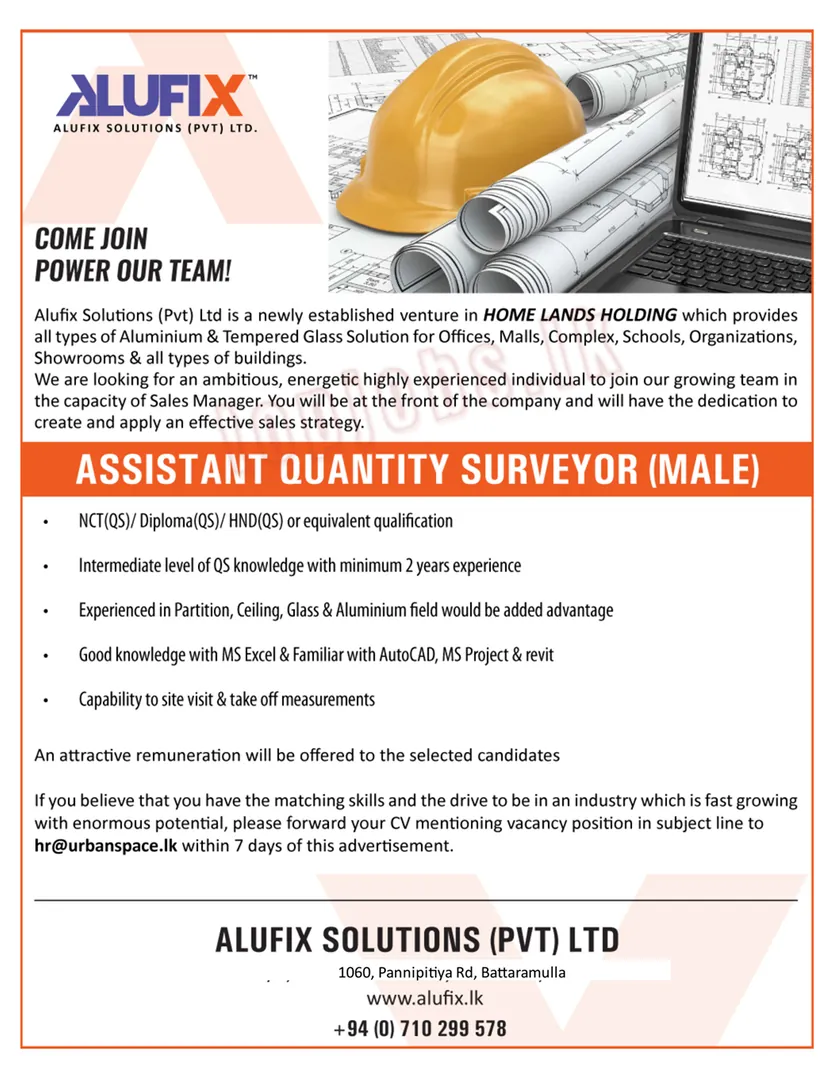 ALUFIX™
ALUFIX SOLUTIONS (PVT) LTD.
COME JOIN
POWER OUR TEAM!
Alufix Solutions (Pvt) Ltd is a newly established venture in HOME LANDS HOLDING which provides
all types of Aluminium & Tempered Glass Solution for Offices, Malls, Complex, Schools, Organizations,
Showrooms & all types of buildings.
We are looking for an ambitious, energetic highly experienced individual to join our growing team in
the capacity of Sales Manager. You will be at the front of the company and will have the dedication to
create and apply an effective sales strategy.
ASSISTANT QUANTITY SURVEYOR (MALE)
• NCT(QS)/ Diploma(QS)/ HND(QS) or equivalent qualification
• Intermediate level of QS knowledge with minimum 2 years experience
• Experienced in Partition, Ceiling, Glass & Aluminium field would be added advantage
• Good knowledge with MS Excel & Familiar with AutoCAD, MS Project & revit
• Capability to site visit & take off measurements
An attractive remuneration will be offered to the selected candidates
If you believe that you have the matching skills and the drive to be in an industry which is fast growing
with enormous potential, please forward your CV mentioning vacancy position in subject line to
hr@urbanspace.lk within 7 days of this advertisement.
ALUFIX SOLUTIONS (PVT) LTD
1060, Pannipitiya Rd, Battaramulla
www.alufix.lk
+94 (0) 710 299 578